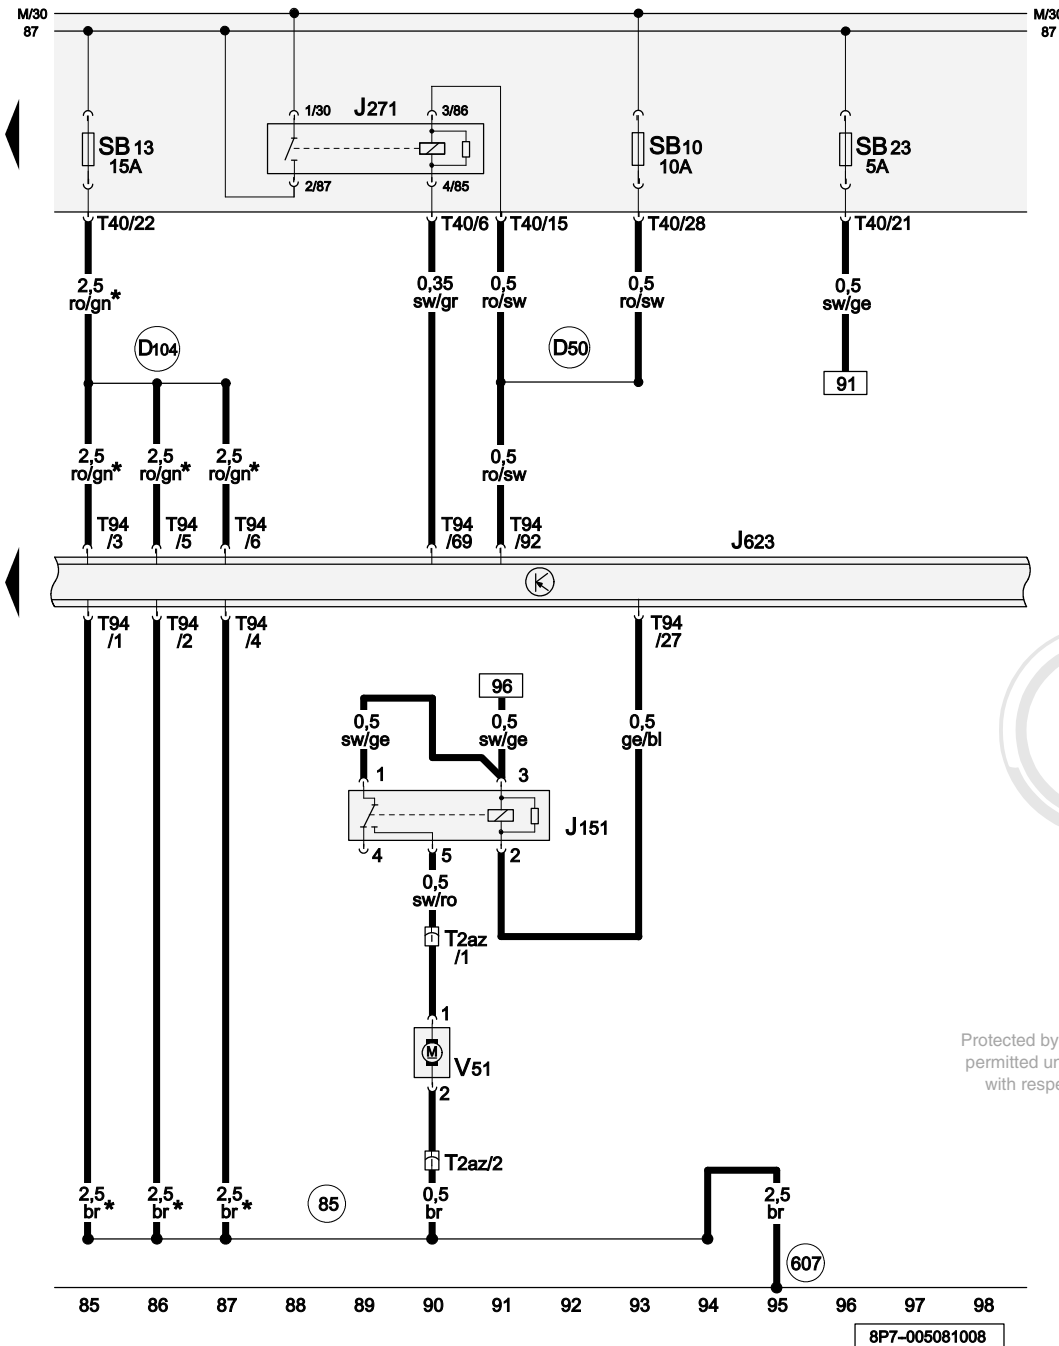 M/30
M/30
87
87
1/30
J271
3/86
SB13
15A
SB10
10A
SB23
5A
2/87
4/85
T40/22
T40/6
T40/15
T40/28
T40/21
2,5
ro/gn*
0,35
sw/gr
0,5
ro/sw
0,5
ro/sw
0,5
sw/ge
D104
D50
91
2,5
ro/gn*
2,5
ro/gn*
2,5
ro/gn*
0,5
ro/sw
T94
/3
T94
/5
T94
/6
T94
/69
T94
/92
J623
T94
/1
T94
/2
T94
/4
T94
/27
96
0,5
sw/ge
0,5
sw/ge
0,5
ge/bl
1
3
J151
4
5
2
0,5
sw/ro
T2az
/1
1
M
V51
2
T2az/2
Protected by
permitted un
with respe
2,5
br*
2,5
br*
2,5
br*
85
0,5
br
2,5
br
607
85 86 87 88 89 90 91 92 93 94 95 96 97 98
8P7-005081008